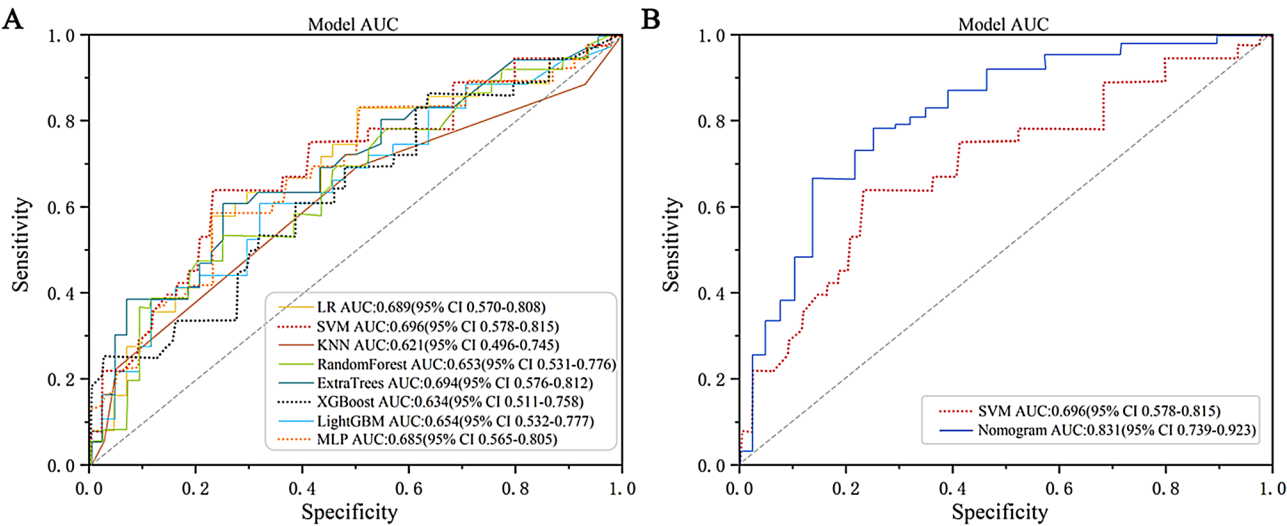 A
Model AUC
1.0
0.8
0.6
0.4
0.2
0.0
Sensitivity
LR AUC:0.689(95% CI 0.570-0.808)
SVM AUC:0.696(95% CI 0.578-0.815)
KNN AUC:0.621(95% CI 0.496-0.745)
RandomForest AUC:0.653(95% CI 0.531-0.776)
ExtraTrees AUC:0.694(95% CI 0.576-0.812)
XGBoost AUC:0.634(95% CI 0.511-0.758)
LightGBM AUC:0.654(95% CI 0.532-0.777)
MLP AUC:0.685(95% CI 0.565-0.805)
0.0 0.2 0.4 0.6 0.8 1.0
Specificity
B
Model AUC
1.0
0.8
0.6
0.4
0.2
0.0
Sensitivity
SVM AUC:0.696(95% CI 0.578-0.815)
Nomogram AUC:0.831(95% CI 0.739-0.923)
0.0 0.2 0.4 0.6 0.8 1.0
Specificity